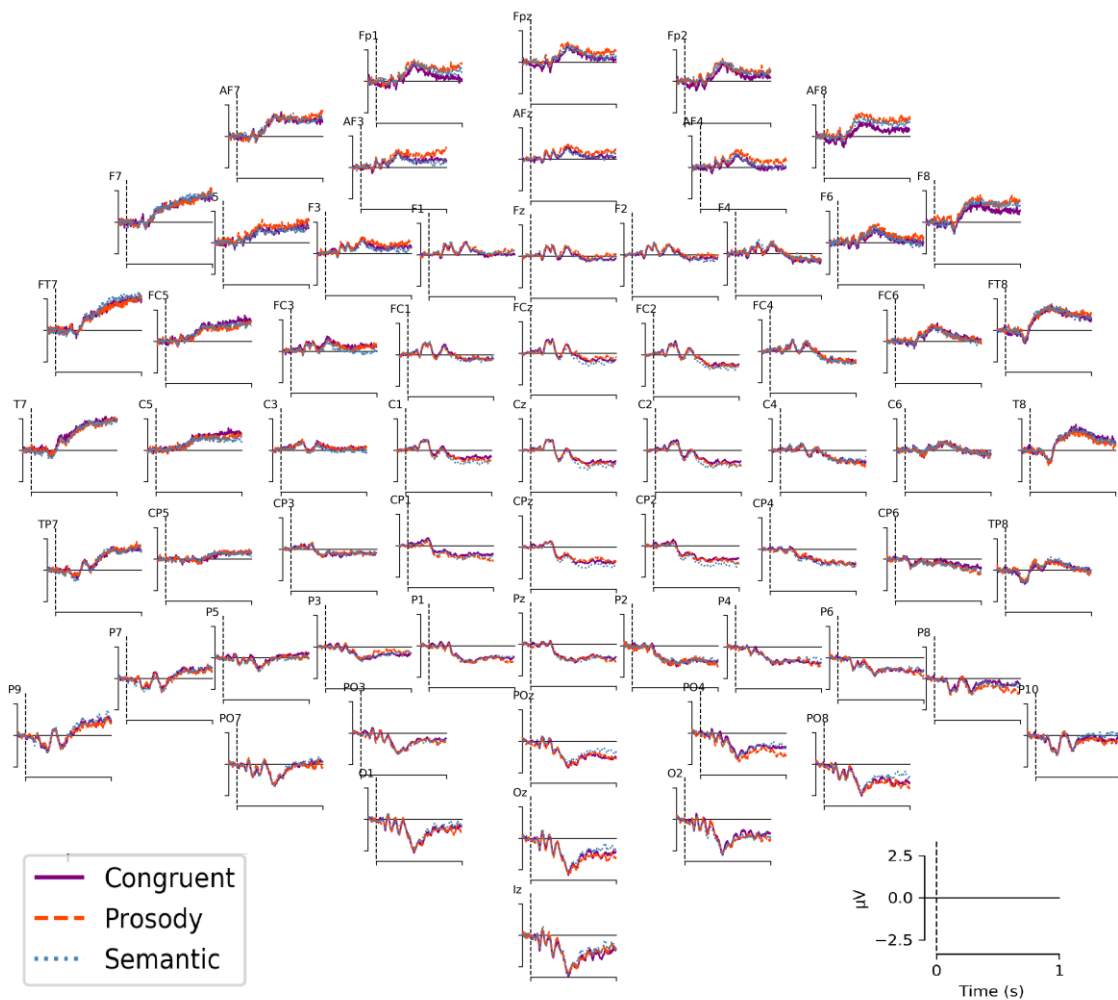 Fpz
Fp1 Fp2
AF7 AF8
AF3 AFz AF4
F7 5 F3 F1 Fz F2 F4 F6 F8
FT7 FC5 FC3 FC1 FCz FC2 FC4 FC6 FT8
T7 C5 C3 C1 Cz C2 C4 C6 T8
TP7 CP5 CP3 CP1 CPz CP2 CP4 CP6 TP8
P7 P5 P3 P1 Pz P2 P4 P6 P8
P9 PO7 PO3 POz PO4 PO8 P10
O1 Oz O2
Iz
Congruent
Prosody
Semantic
2.5
0.0
−2.5
μV
0 1
Time (s)